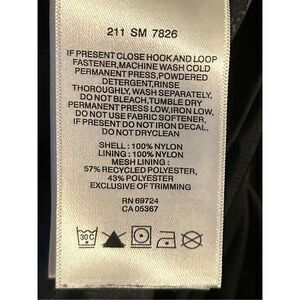 211 SM 7826
IF PRESENT CLOSE HOOK AND LOOP
FASTENER,MACHINE WASH COLD
PERMANENT PRESS,POWDERED
DETERGENT,RINSE
THOROUGHLY, WASH SEPARATELY,
DO NOT BLEACH,TUMBLE DRY
PERMANENT PRESS LOW,IRON LOW,
DO NOT USE FABRIC SOFTENER,
IF PRESENT DO NOT IRON DECAL,
DO NOT DRYCLEAN
SHELL : 100% NYLON
LINING : 100% NYLON
MESH LINING :
57% RECYCLED POLYESTER,
43% POLYESTER
EXCLUSIVE OF TRIMMING
RN 69724
CA 05367
30C